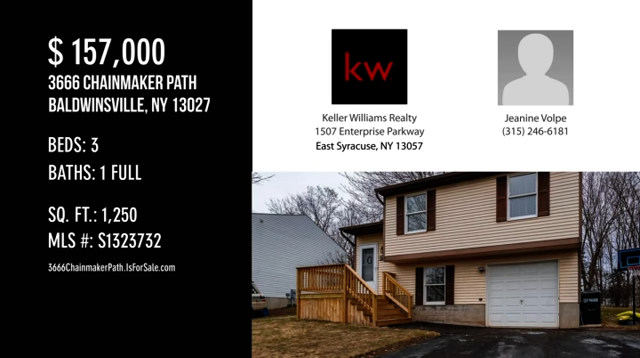 $ 157,000
3666 CHAINMAKER PATH
BALDWINSVILLE, NY 13027
BEDS: 3
BATHS: 1 FULL
SQ. FT.: 1,250
MLS #: S1323732
3666ChainmakerPath.IsForSale.com
kw
Keller Williams Realty
1507 Enterprise Parkway
East Syracuse, NY 13057
Jeanine Volpe
(315) 246-6181